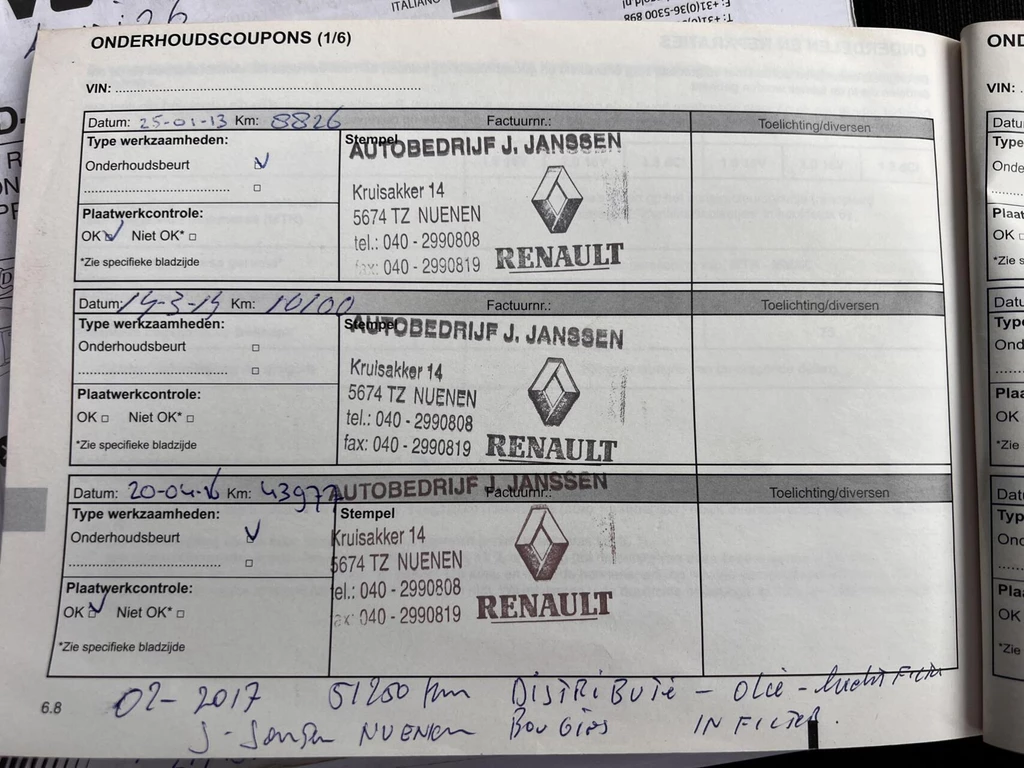 ITALIANO
ONDERHOUDSCOUPONS (1/6)
VIN:
Datum: 25-01-13 Km: 8826 Factuurnr.: Toelichting/diversen
Type werkzaamheden:
Onderhoudsbeurt
Plaatwerkcontrole:
OK Niet OK*
*Zie specifieke bladzijde
Stempel
AUTOBEDRIJF J. JANSSEN
Kruisakker 14
5674 TZ NUENEN
tel.: 040 - 2990808
fax: 040 - 2990819
RENAULT
Datum: 14-3-14 Km: 10100 Factuurnr.: Toelichting/diversen
Type werkzaamheden:
Onderhoudsbeurt
Plaatwerkcontrole:
OK Niet OK*
*Zie specifieke bladzijde
Stempel
AUTOBEDRIJF J. JANSSEN
Kruisakker 14
5674 TZ NUENEN
tel.: 040 - 2990808
fax: 040 - 2990819
RENAULT
Datum: 20-04-16 Km: 43977 Factuurnr.: Toelichting/diversen
Type werkzaamheden:
Onderhoudsbeurt
Plaatwerkcontrole:
OK Niet OK*
*Zie specifieke bladzijde
AUTOBEDRIJF J. JANSSEN
Stempel
Kruisakker 14
5674 TZ NUENEN
tel.: 040 - 2990808
fax: 040 - 2990819
RENAULT
02-2017 51200 km DISTRIBUTIE - OLIE - luchtFilter
J-Jansen NUENEN BOUGIES INFILTER.
6.8